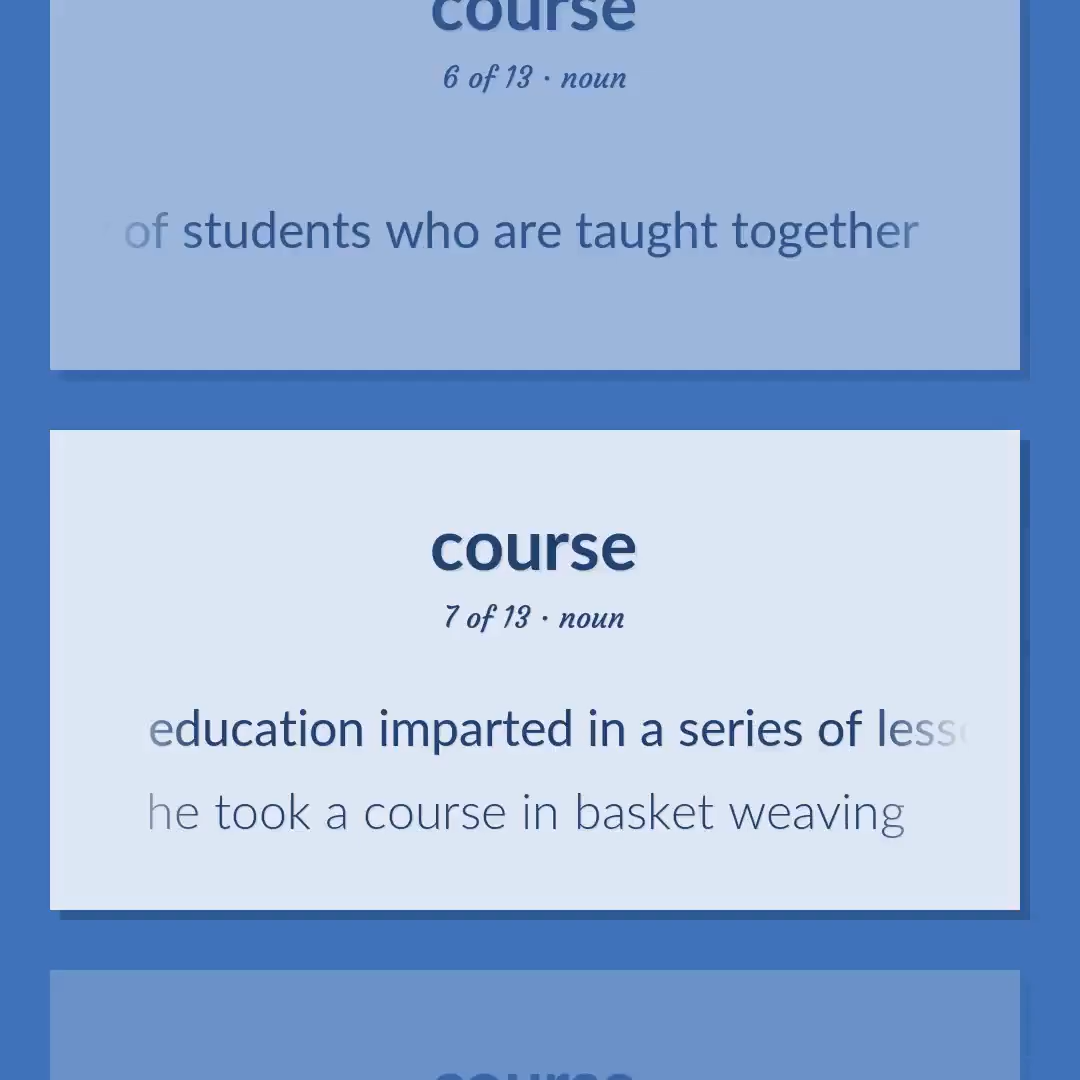 course
6 of 13 · noun
of students who are taught together
course
7 of 13 · noun
education imparted in a series of
he took a course in basket weaving
course